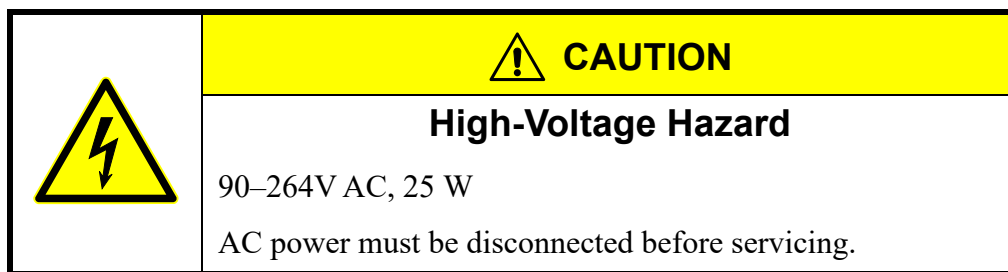 CAUTION
High-Voltage Hazard
90–264V AC, 25 W
AC power must be disconnected before servicing.